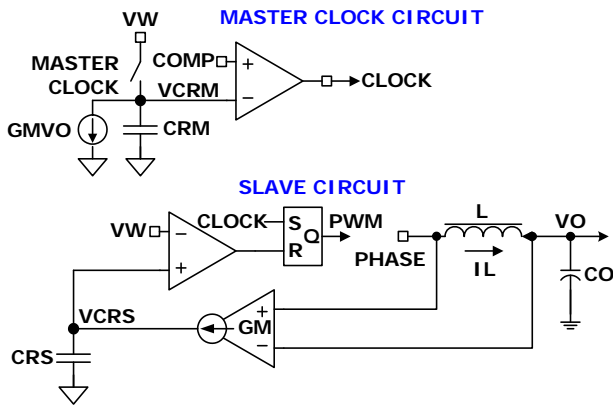 MASTER CLOCK CIRCUIT
VW
MASTER
CLOCK
COMP
+
−
CLOCK
VCRM
GMVO
CRM
SLAVE CIRCUIT
VW
−
+
CLOCK
S
R
Q
PWM
PHASE
L
IL
VO
CO
VCRS
GM
+
−
CRS